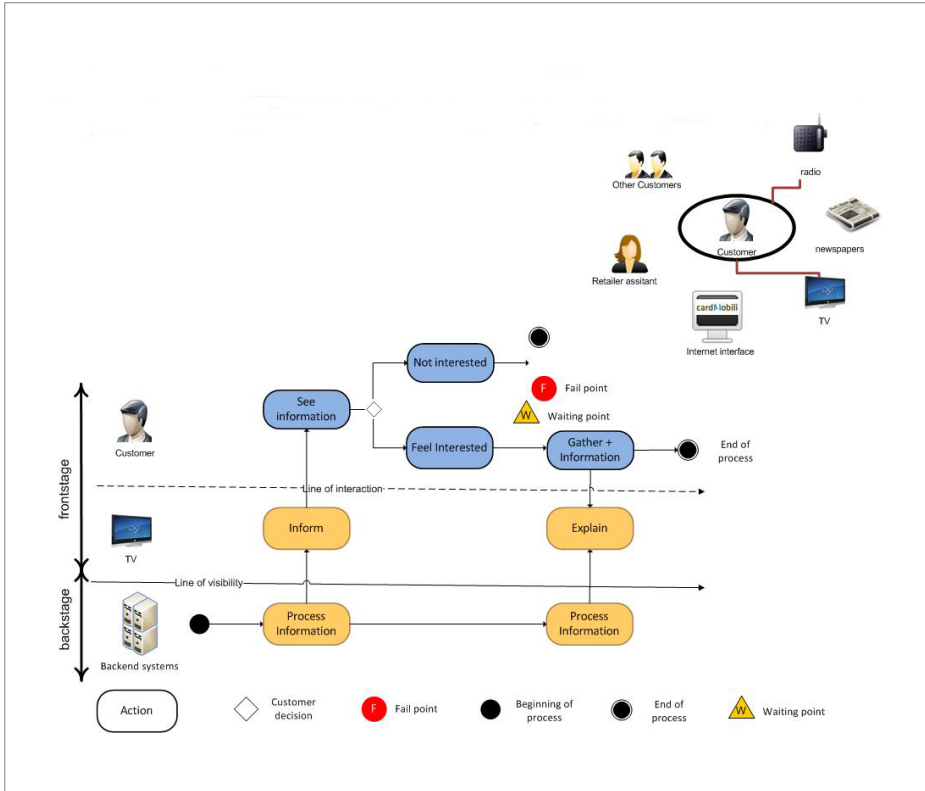 radio
Other Customers
Customer
newspapers
Retailer assitant
cardMobili
TV
Internet interface
Not interested
F Fail point
See
information
W Waiting point
Customer
Feel Interested
Gather +
Information
End of
process
frontstage
Line of interaction
Inform
Explain
TV
Line of visibility
backstage
Process
Information
Process
Information
Backend systems
Action
Customer
decision
F Fail point
Beginning of
process
End of
process
W Waiting point